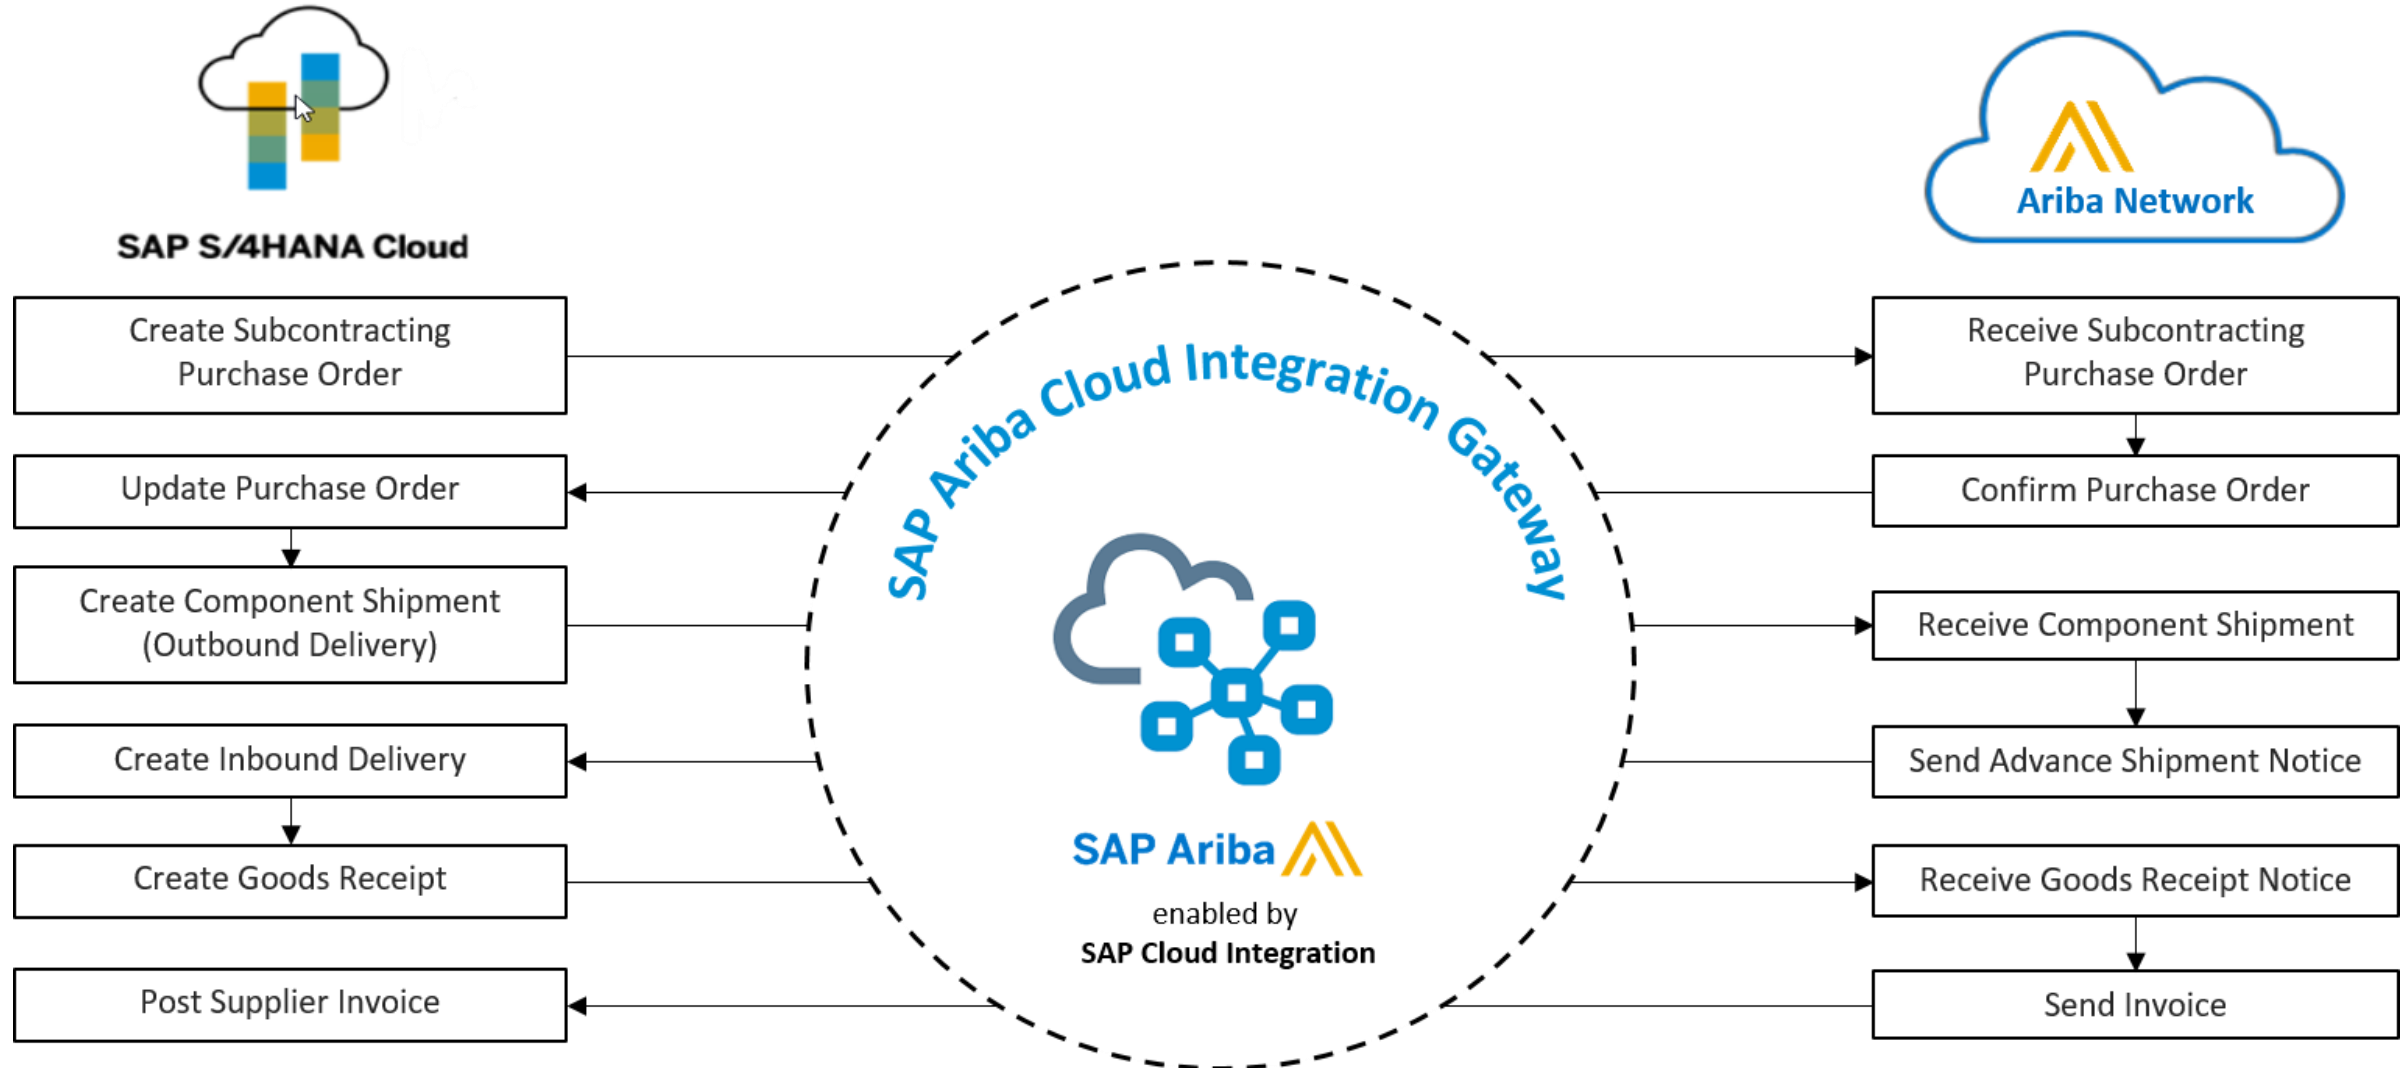 SAP S/4HANA Cloud
Ariba Network
Create Subcontracting
Purchase Order
Update Purchase Order
Create Component Shipment
(Outbound Delivery)
Create Inbound Delivery
Create Goods Receipt
Post Supplier Invoice
SAP Ariba Cloud Integration Gateway
SAP Ariba
enabled by
SAP Cloud Integration
Receive Subcontracting
Purchase Order
Confirm Purchase Order
Receive Component Shipment
Send Advance Shipment Notice
Receive Goods Receipt Notice
Send Invoice